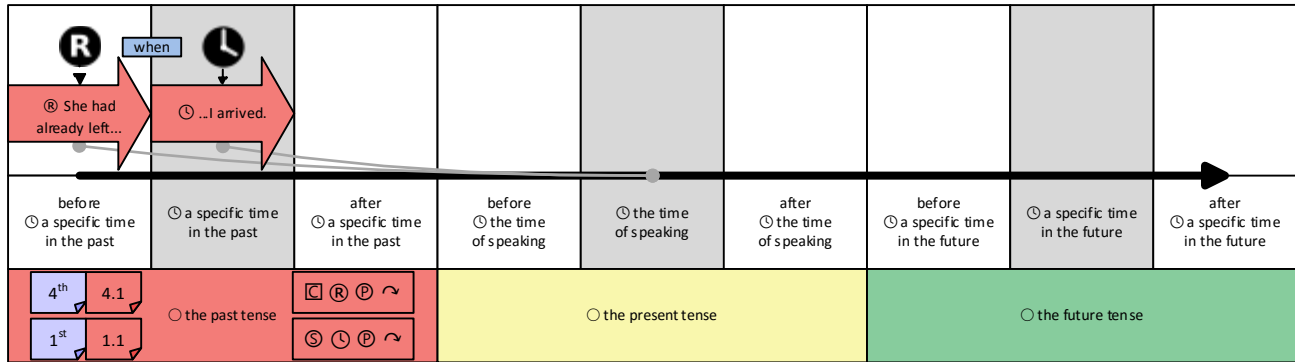 R
when
Ⓡ She had
already left...
...I arrived.
before
a specific time
in the past
a specific time
in the past
after
a specific time
in the past
before
the time
of speaking
the time
of speaking
after
the time
of speaking
before
a specific time
in the future
a specific time
in the future
after
a specific time
in the future
4th 4.1
C Ⓡ Ⓟ
the past tense
the present tense
the future tense
1st 1.1
Ⓢ Ⓟ